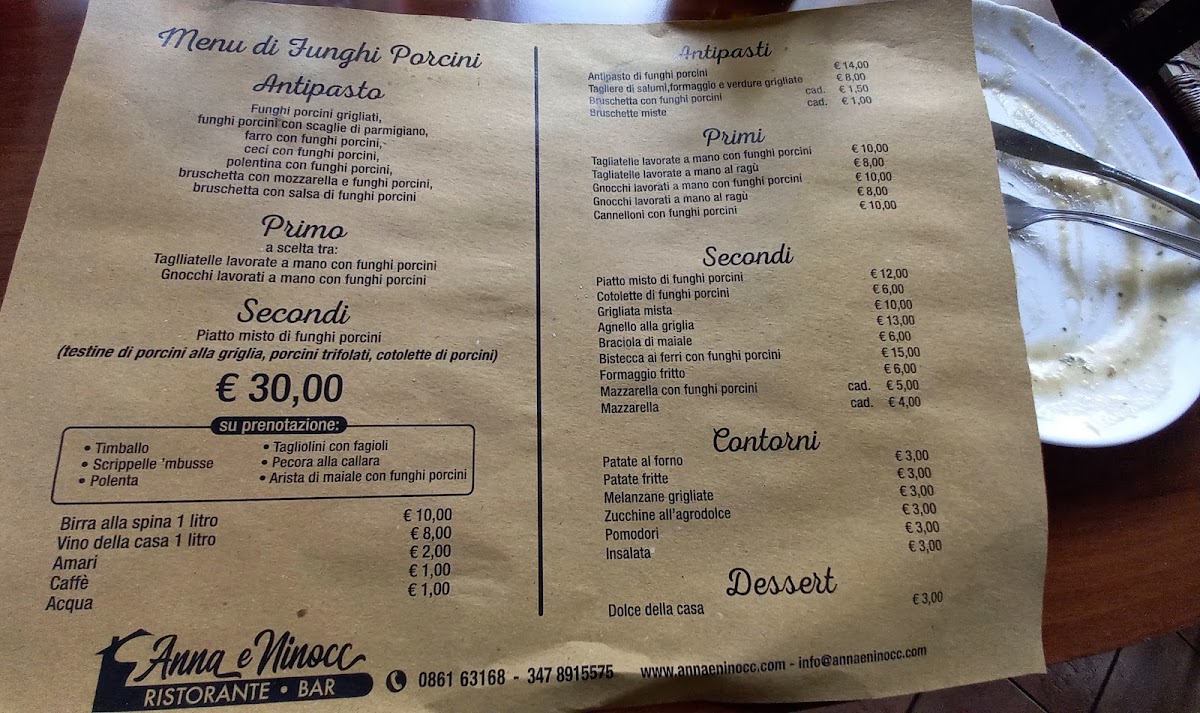 Menu di Funghi Porcini
Antipasto
Funghi porcini grigliati,
funghi porcini con scaglie di parmigiano,
farro con funghi porcini,
ceci con funghi porcini,
polentina con funghi porcini,
bruschetta con mozzarella e funghi porcini,
bruschetta con salsa di funghi porcini
Primo
a scelta tra:
Taglliatelle lavorate a mano con funghi porcini
Gnocchi lavorati a mano con funghi porcini
Secondi
Piatto misto di funghi porcini
(testine di porcini alla griglia, porcini trifolati, cotolette di porcini)
€ 30,00
su prenotazione:
• Timballo
• Scrippelle 'mbusse
• Polenta
• Tagliolini con fagioli
• Pecora alla callara
• Arista di maiale con funghi porcini
Birra alla spina 1 litro € 10,00
Vino della casa 1 litro € 8,00
Amari € 2,00
Caffè € 1,00
Acqua € 1,00
Antipasti
Antipasto di funghi porcini € 14,00
Tagliere di salumi,formaggio e verdure grigliate € 8,00
Bruschetta con funghi porcini cad. € 1,50
Bruschette miste cad. € 1,00
Primi
Tagliatelle lavorate a mano con funghi porcini € 10,00
Tagliatelle lavorate a mano al ragù € 8,00
Gnocchi lavorati a mano con funghi porcini € 10,00
Gnocchi lavorati a mano al ragù € 8,00
Cannelloni con funghi porcini € 10,00
Secondi
Piatto misto di funghi porcini € 12,00
Cotolette di funghi porcini € 6,00
Grigliata mista € 10,00
Agnello alla griglia € 13,00
Braciola di maiale € 6,00
Bistecca ai ferri con funghi porcini € 15,00
Formaggio fritto € 6,00
Mazzarella con funghi porcini cad. € 5,00
Mazzarella cad. € 4,00
Contorni
Patate al forno € 3,00
Patate fritte € 3,00
Melanzane grigliate € 3,00
Zucchine all'agrodolce € 3,00
Pomodori € 3,00
Insalata € 3,00
Dessert
Dolce della casa € 3,00
Anna e Ninocc
RISTORANTE • BAR
0861 63168 - 347 8915575 www.annaeninocc.com - info@annaeninocc.com